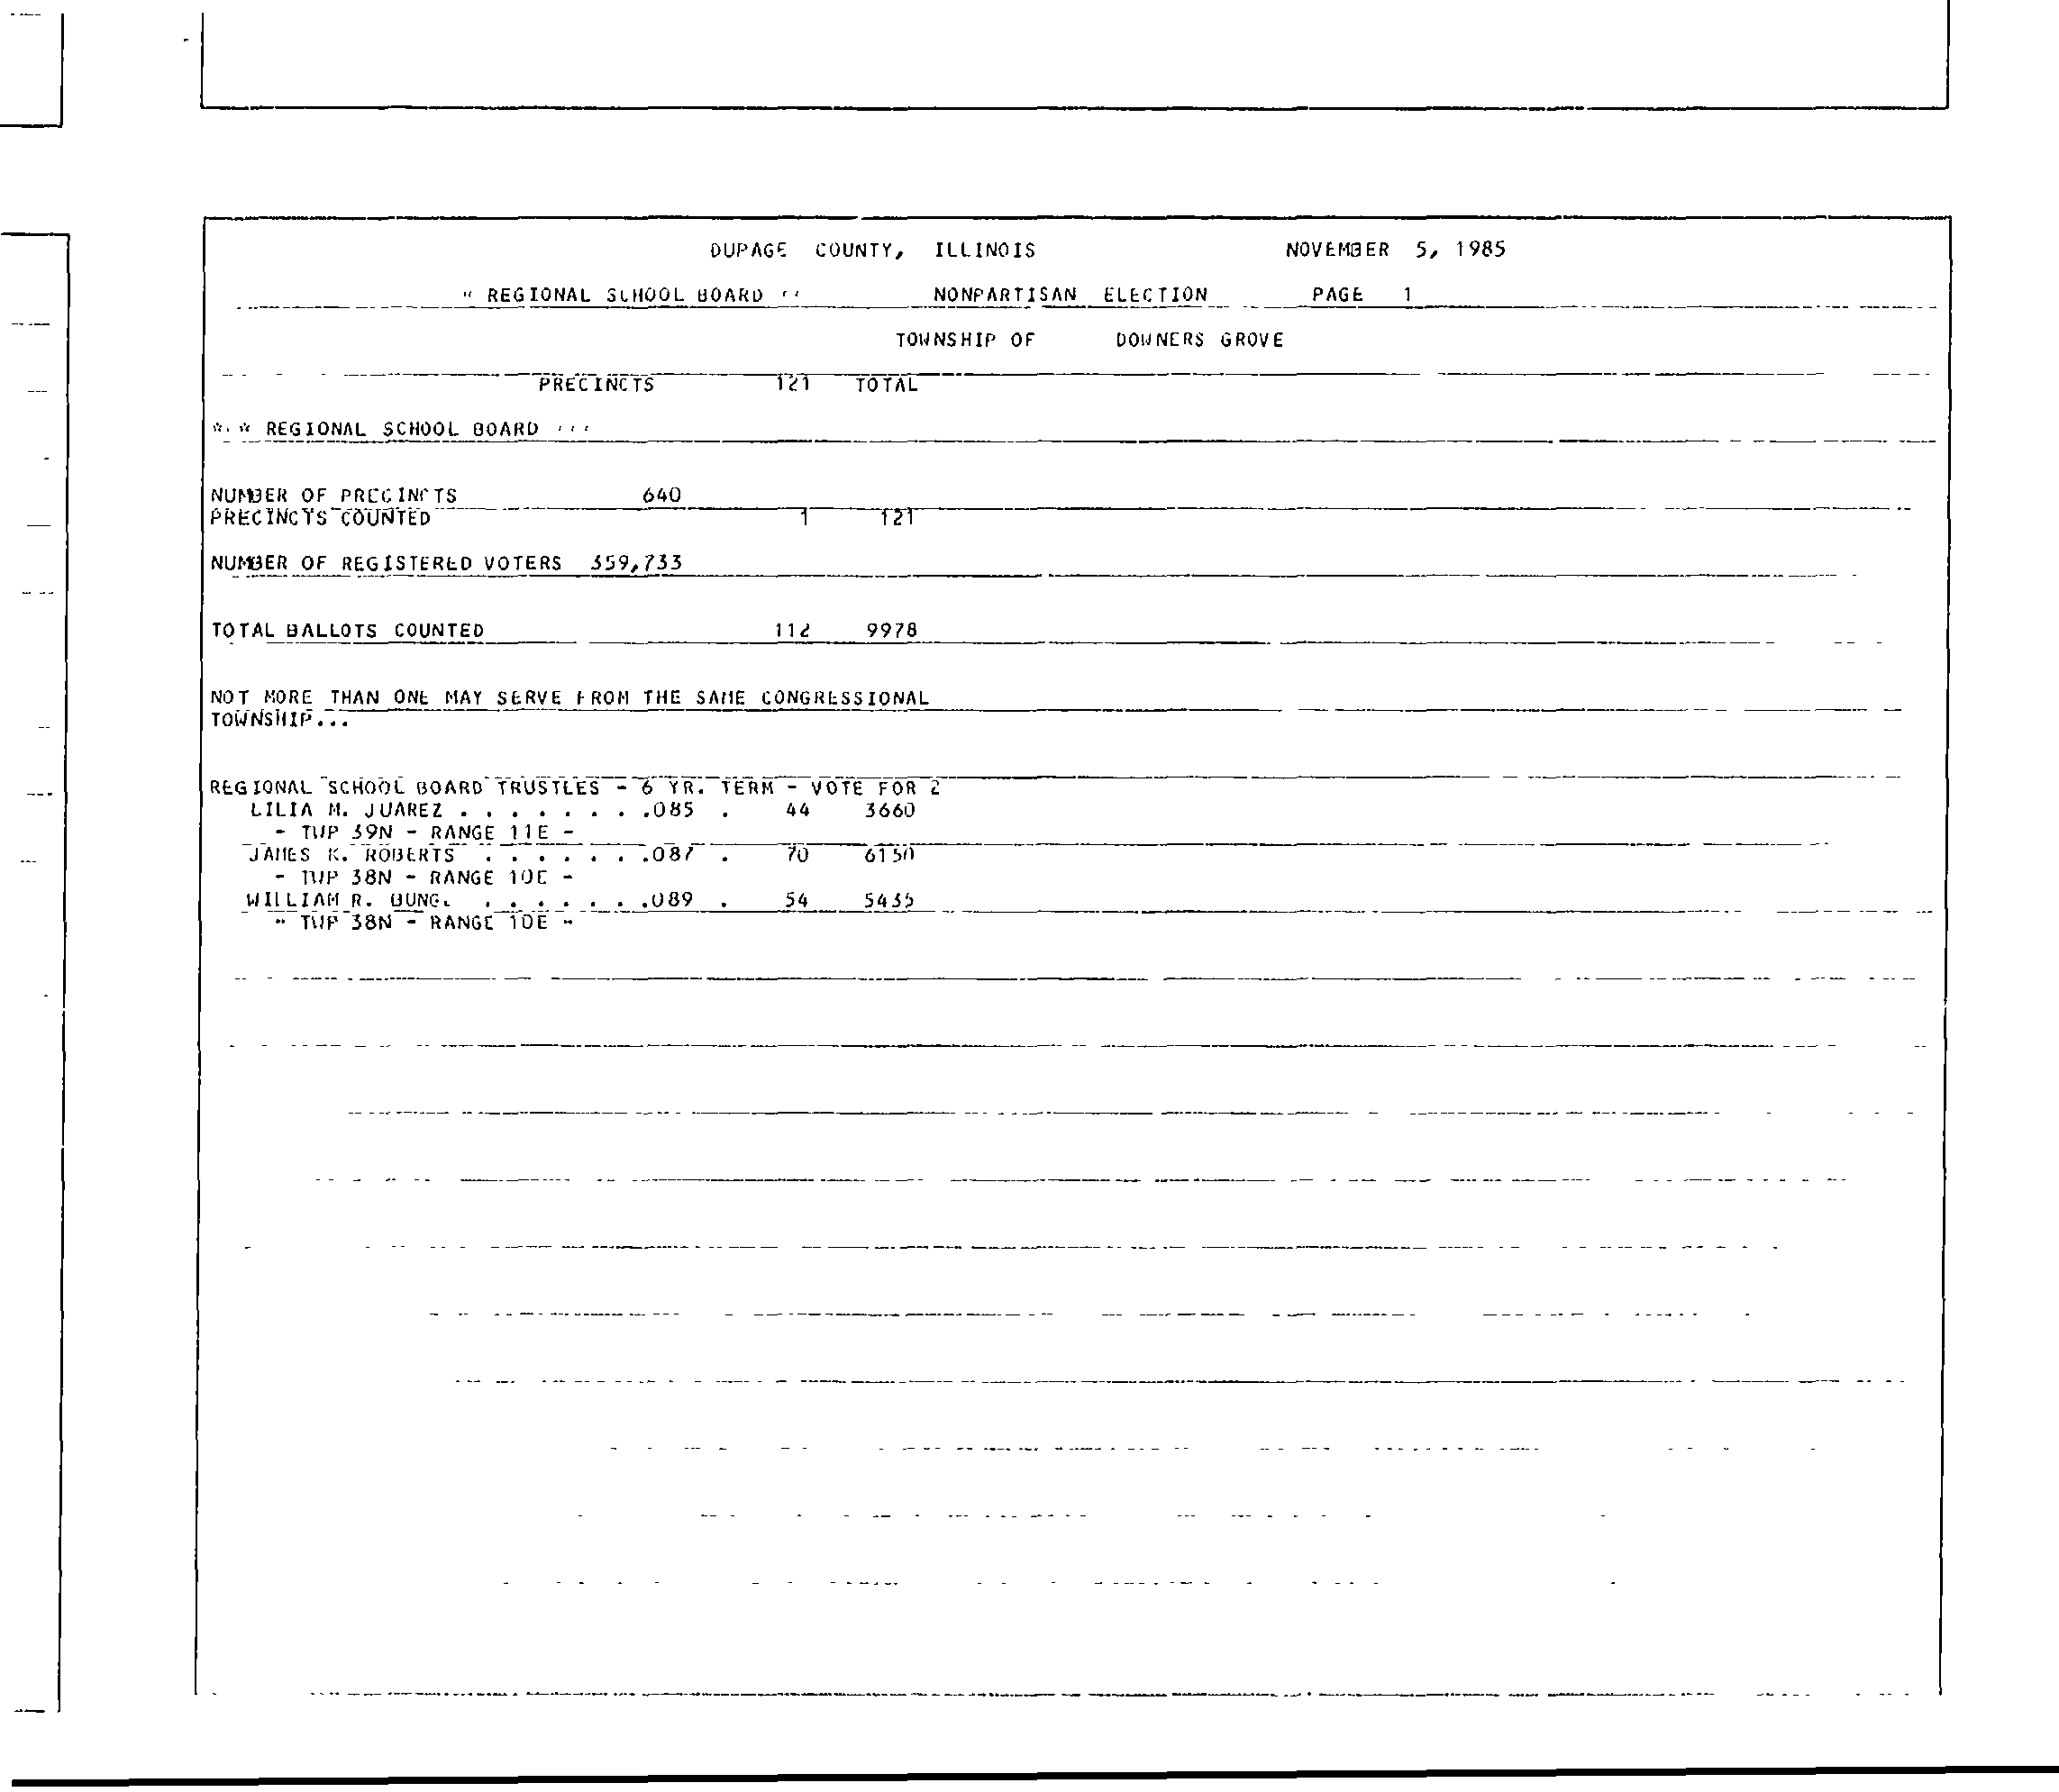 DUPAGE COUNTY, ILLINOIS NOVEMBER 5, 1985
" REGIONAL SCHOOL BOARD '' NONPARTISAN ELECTION PAGE 1
TOWNSHIP OF DOWNERS GROVE
PRECINCTS 121 TOTAL
* * REGIONAL SCHOOL BOARD ' ' '
NUMBER OF PRECINCTS 640
PRECINCTS COUNTED 1 121
NUMBER OF REGISTERED VOTERS 359,733
TOTAL BALLOTS COUNTED 112 9978
NOT MORE THAN ONE MAY SERVE FROM THE SAME CONGRESSIONAL
TOWNSHIP...
REGIONAL SCHOOL BOARD TRUSTEES - 6 YR. TERM - VOTE FOR 2
LILIA M. JUAREZ . . . . . . . .085 . 44 3660
- TWP 39N - RANGE 11E -
JAMES K. ROBERTS . . . . . . .087 . 70 6150
- TWP 38N - RANGE 10E -
WILLIAM R. . . . . . . .089 . 54 5435
- TWP 38N - RANGE 10E -